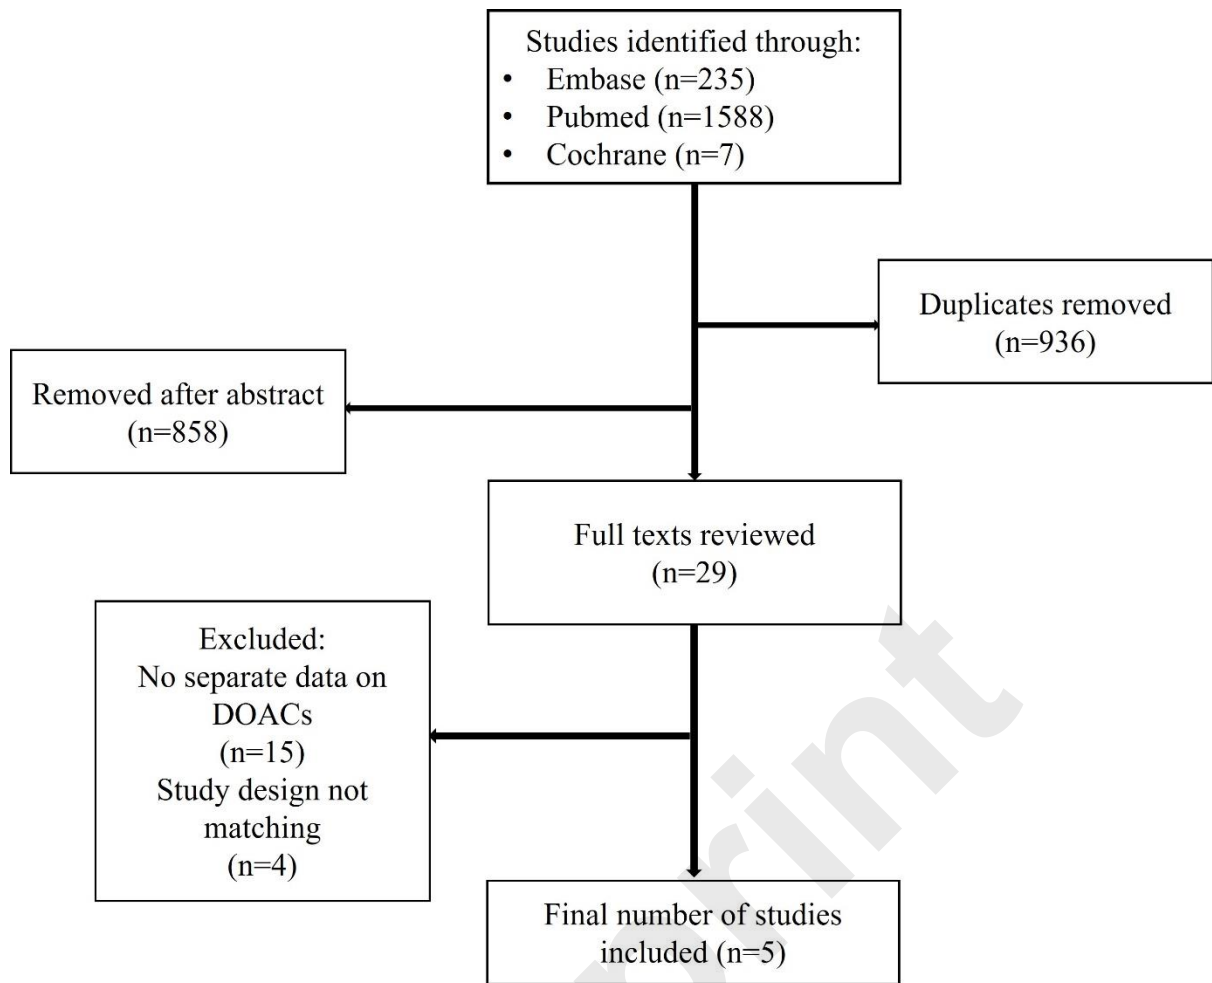 Studies identified through:
• Embase (n=235)
• Pubmed (n=1588)
• Cochrane (n=7)
Duplicates removed
(n=936)
Removed after abstract
(n=858)
Full texts reviewed
(n=29)
Excluded:
No separate data on
DOACs
(n=15)
Study design not
matching
(n=4)
Final number of studies
included (n=5)
print